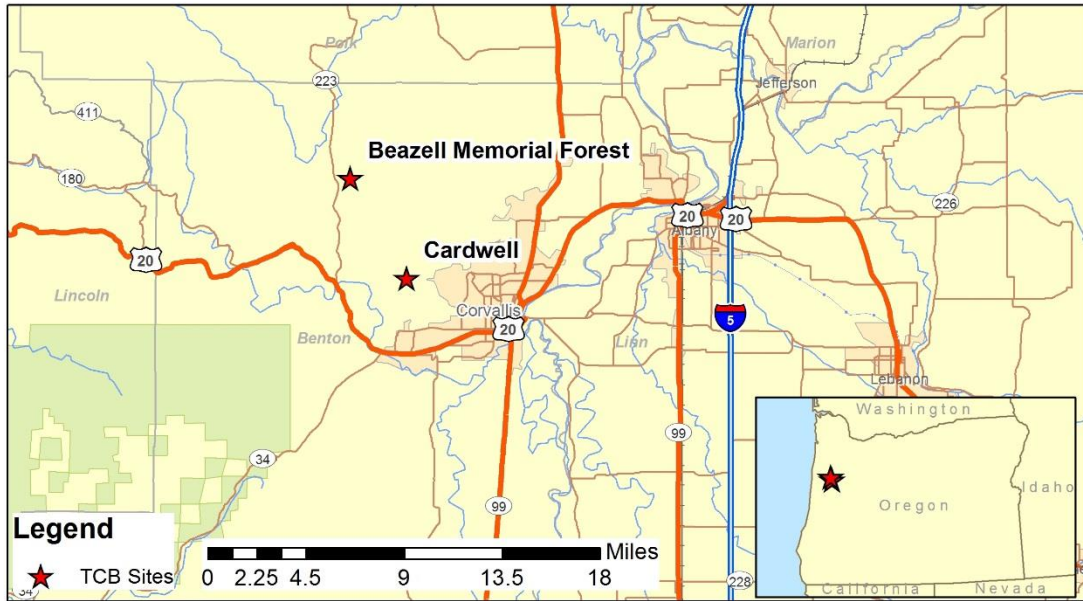 Polk
Marion
223
Jefferson
411
Beazell Memorial Forest
180
226
20
20
Albany
20
Cardwell
Lincoln
Corvallis
20
5
Benton
Linn
Lebanon
Washington
34
99
Idaho
Oregon
Legend
99
Miles
TCB Sites
0 2.25 4.5 9 13.5 18
228
California Nevada
34